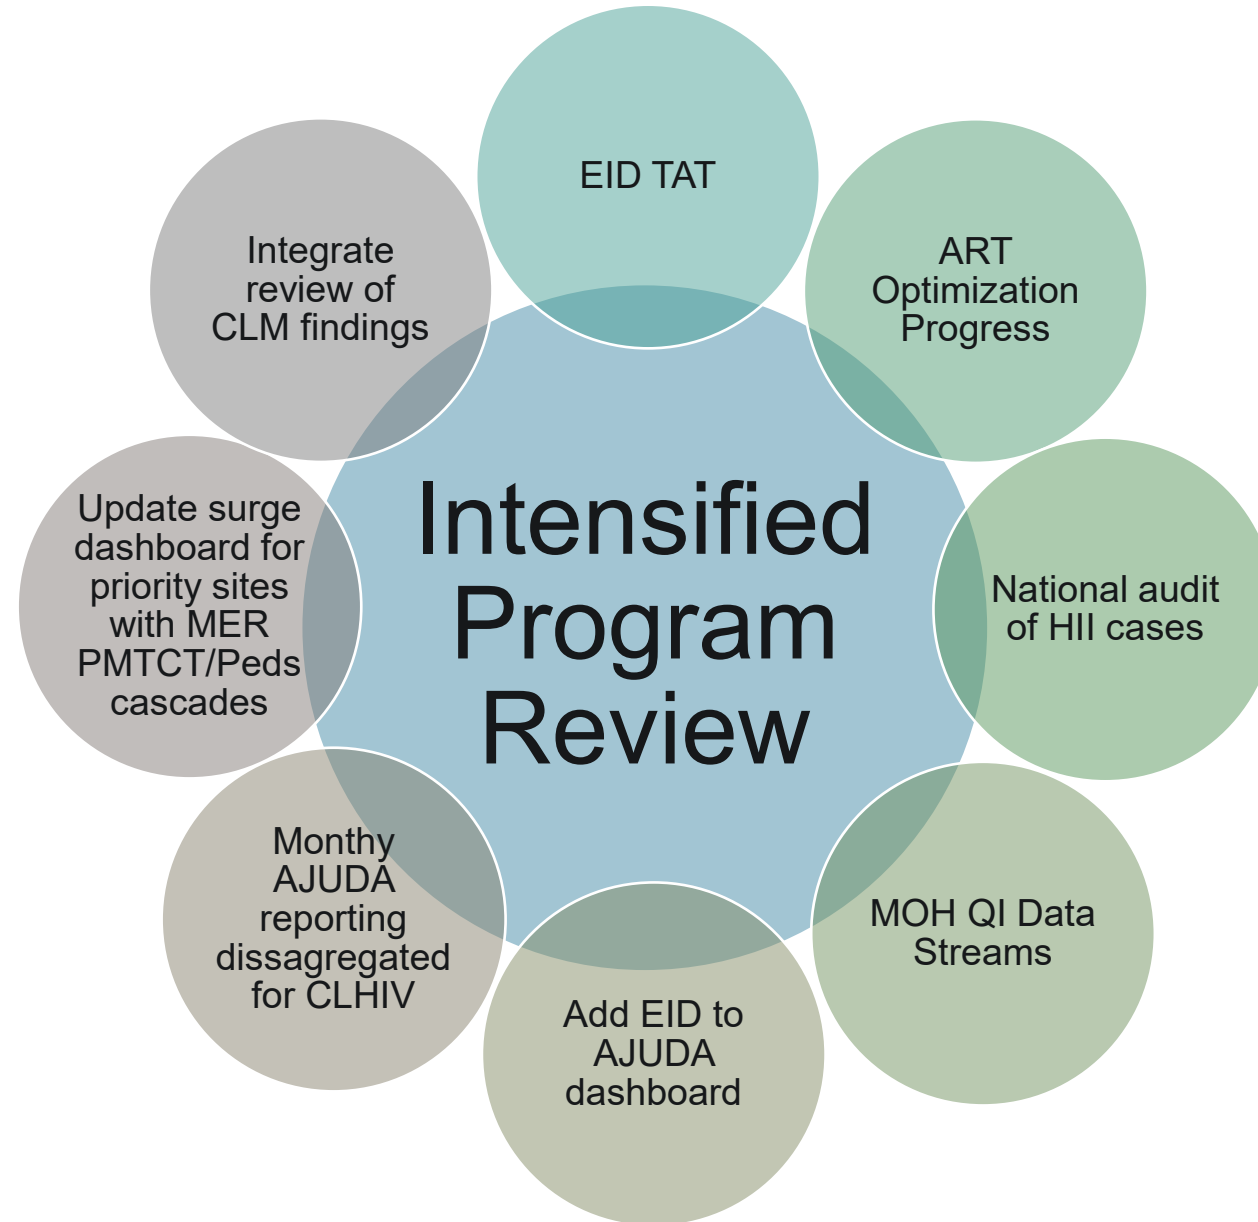 EID TAT
ART
Optimization
Progress
National audit
of HII cases
MOH QI Data
Streams
Add EID to
AJUDA
dashboard
Monthy
AJUDA
reporting
dissagregated
for CLHIV
Update surge
dashboard for
priority sites
with MER
PMTCT/Peds
cascades
Integrate
review of
CLM findings
Intensified
Program
Review